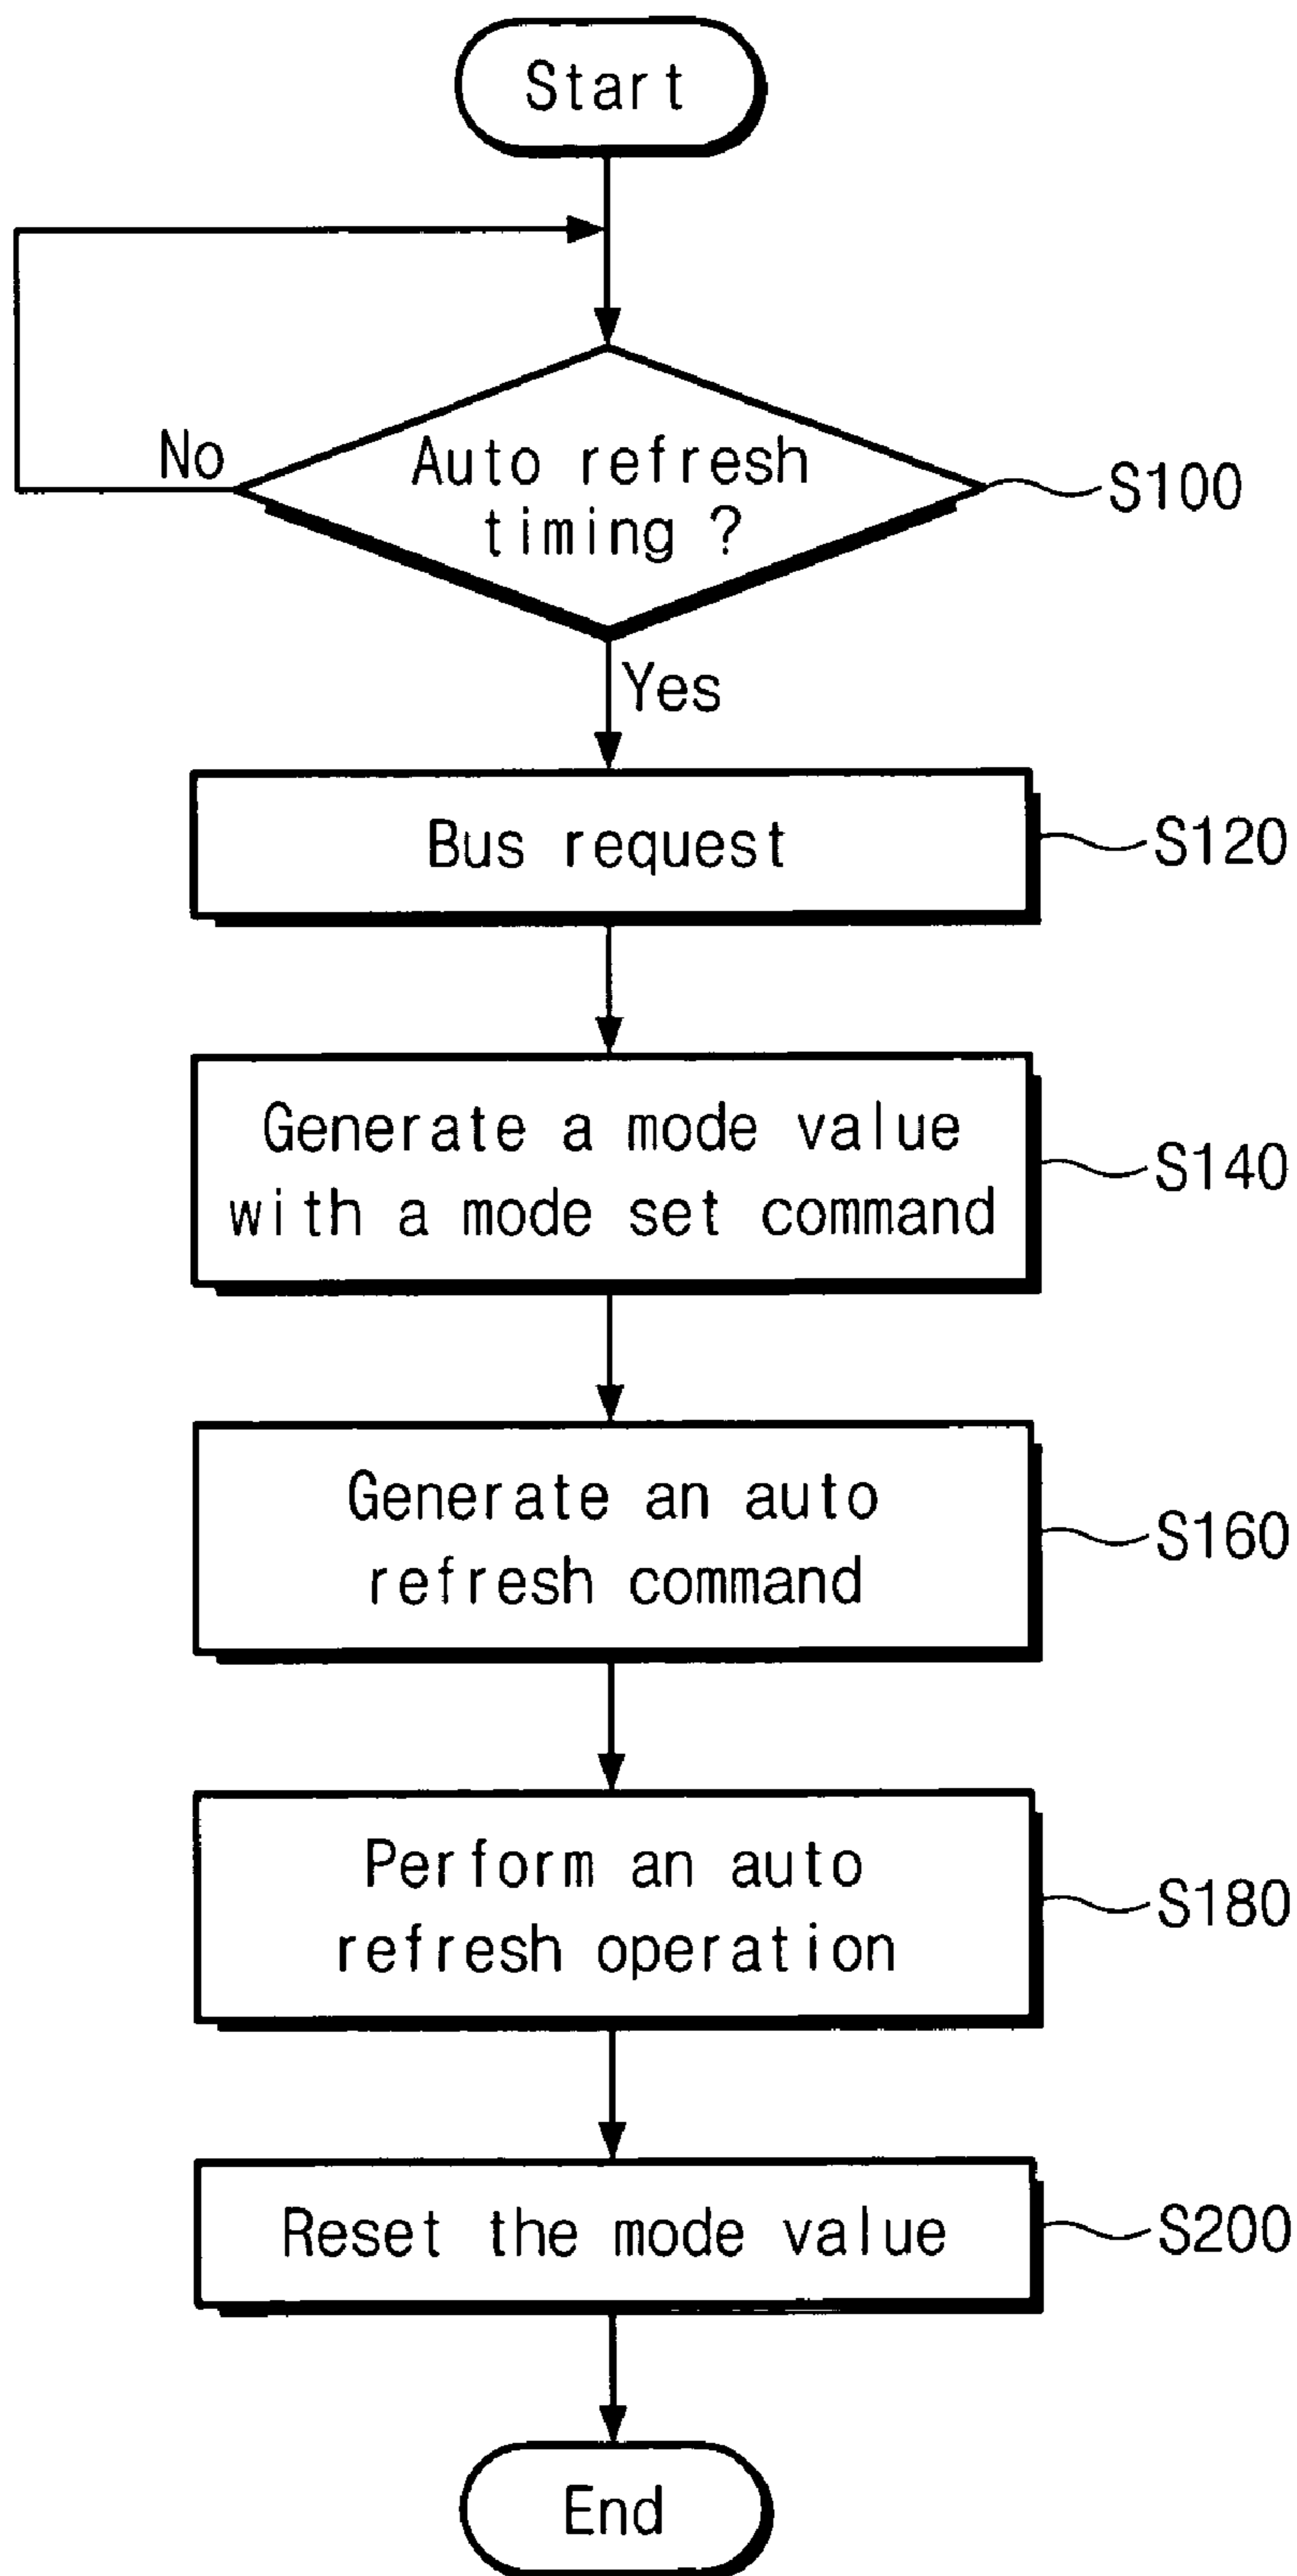 Start
No
Auto refresh
timing ?
S100
Yes
Bus request
S120
Generate a mode value
with a mode set command
S140
Generate an auto
refresh command
S160
Perform an auto
refresh operation
S180
Reset the mode value
S200
End